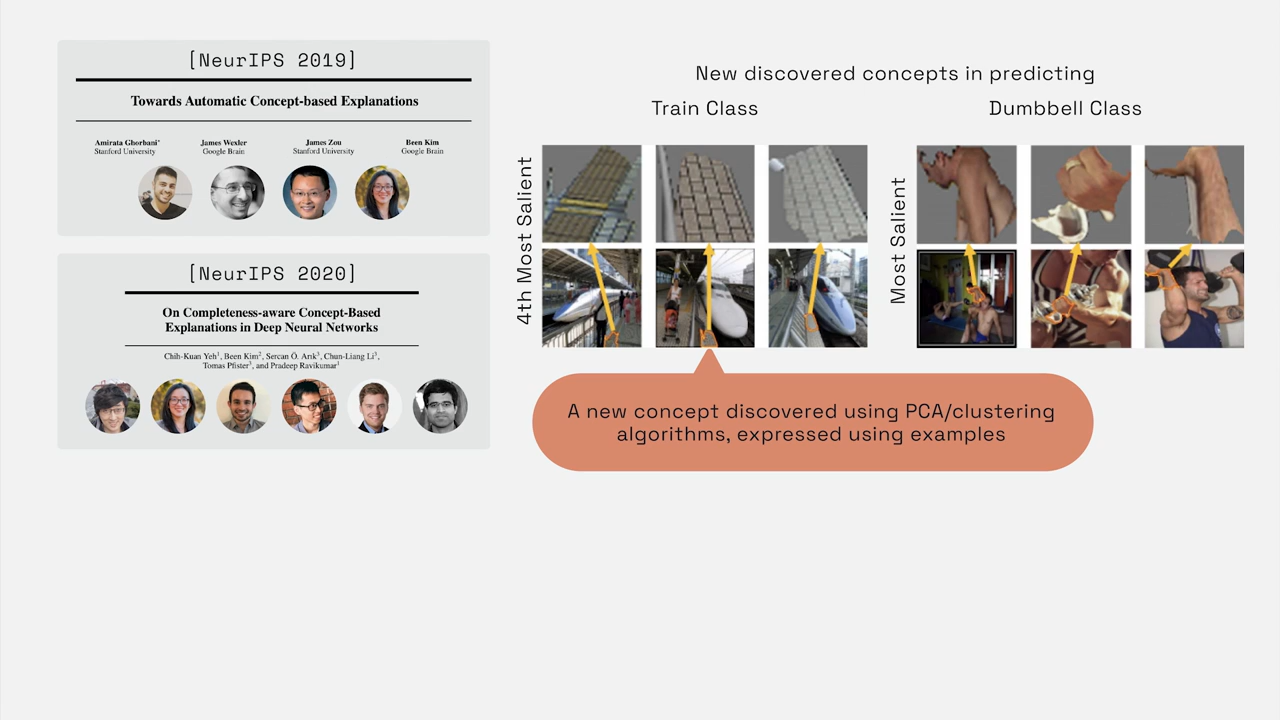 [NeurIPS 2019]
Towards Automatic Concept-based Explanations
Amirata Ghorbani*
Stanford University
James Wexler
Google Brain
James Zou
Stanford University
Been Kim
Google Brain
[NeurIPS 2020]
On Completeness-aware Concept-Based
Explanations in Deep Neural Networks
Chih-Kuan Yeh¹, Been Kim², Sercan Ö. Arık³, Chun-Liang Li³,
Tomas Pfister³, and Pradeep Ravikumar¹
New discovered concepts in predicting
Train Class
Dumbbell Class
4th Most Salient
Most Salient
A new concept discovered using PCA/clustering
algorithms, expressed using examples